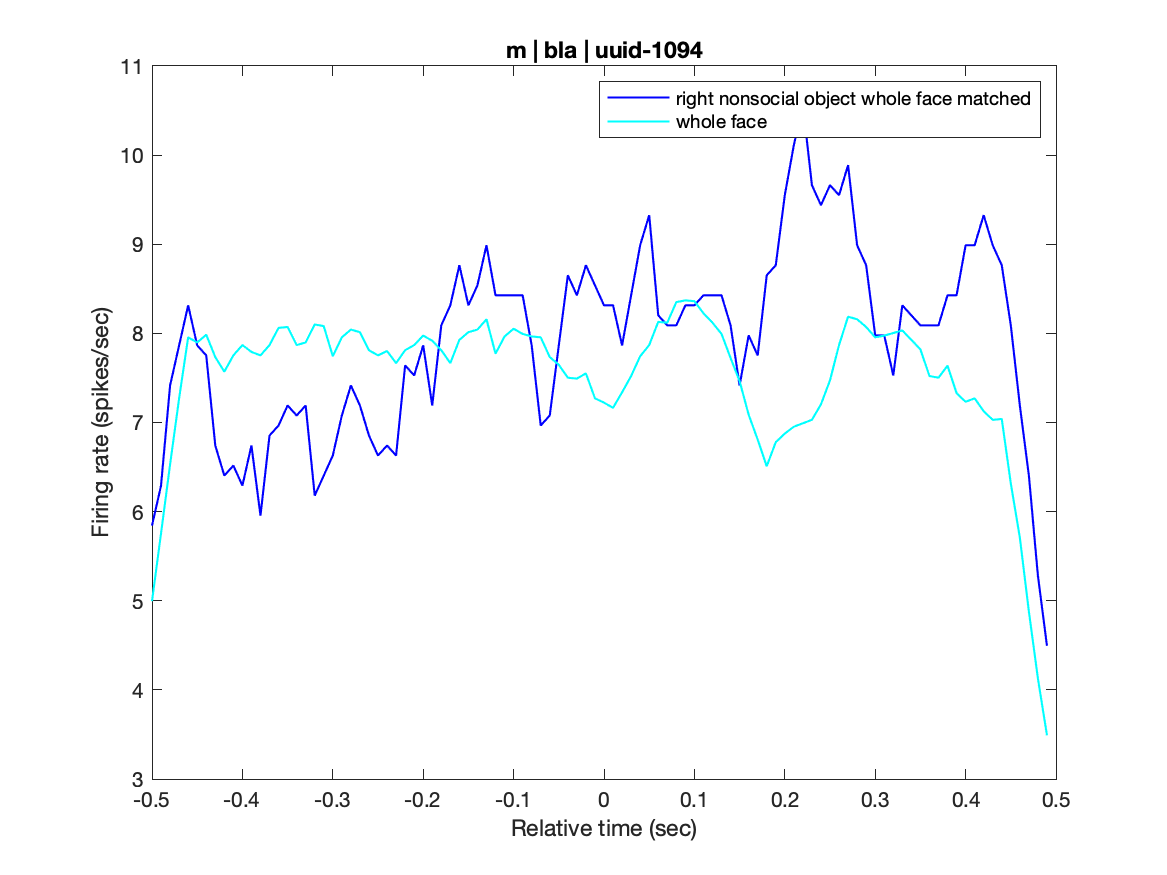 m | bla | uuid-1094
right nonsocial object whole face matched
whole face
Firing rate (spikes/sec)
11
10
9
8
7
6
5
4
3
-0.5 -0.4 -0.3 -0.2 -0.1 0 0.1 0.2 0.3 0.4 0.5
Relative time (sec)